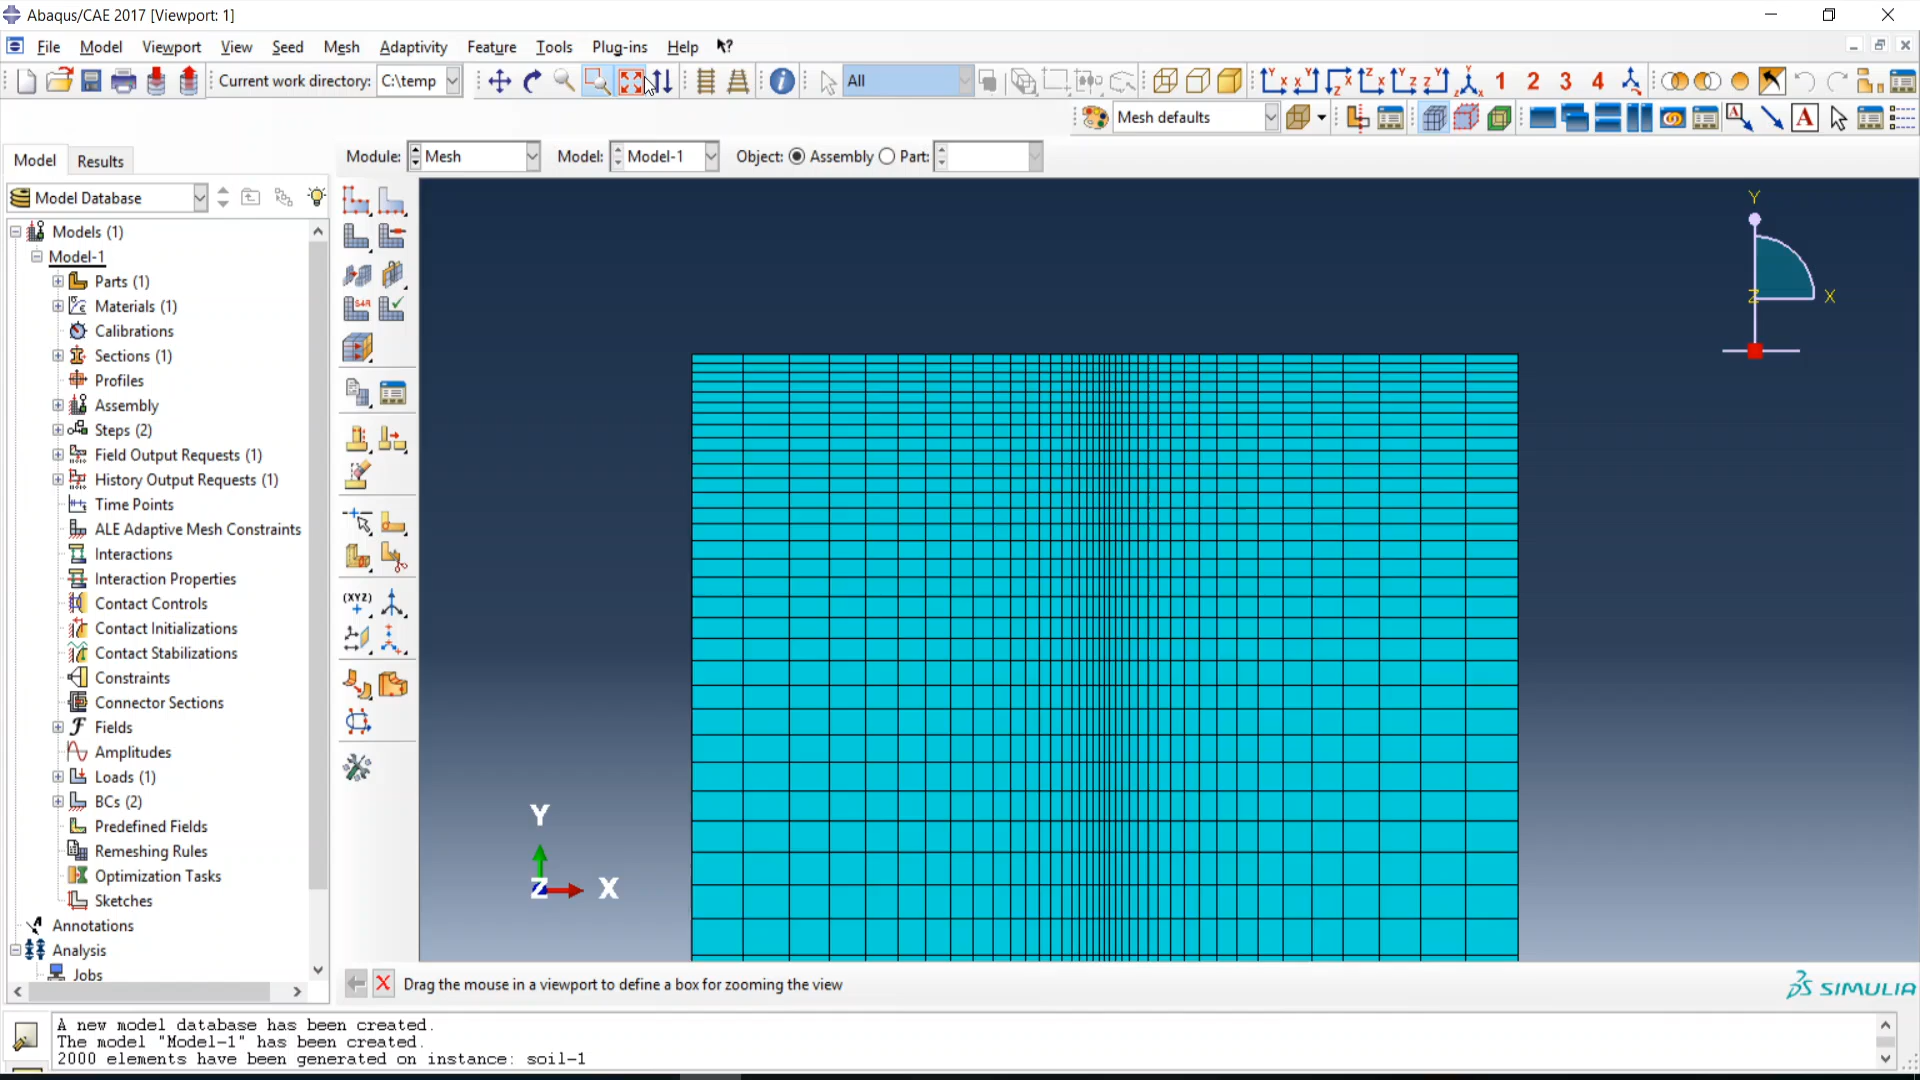 Abaqus/CAE 2017 [Viewport: 1]
File Model Viewport View Seed Mesh Adaptivity Feature Tools Plug-ins Help
Current work directory: C:\temp All 1 2 3 4
Mesh defaults A
Model Results Module: Mesh Model: Model-1 Object: Assembly Part:
Model Database
Models (1)
Model-1
Parts (1)
Materials (1)
Calibrations
Sections (1)
Profiles
Assembly
Steps (2)
Field Output Requests (1)
History Output Requests (1)
Time Points
ALE Adaptive Mesh Constraints
Interactions
Interaction Properties
Contact Controls
Contact Initializations
Contact Stabilizations
Constraints
Connector Sections
Fields
Amplitudes
Loads (1)
BCs (2)
Predefined Fields
Remeshing Rules
Optimization Tasks
Sketches
Annotations
Analysis
Jobs
S4R
(XYZ)
Y
Z X
Y
Z X
Drag the mouse in a viewport to define a box for zooming the view
SIMULIA
A new model database has been created.
The model "Model-1" has been created.
2000 elements have been generated on instance: soil-1